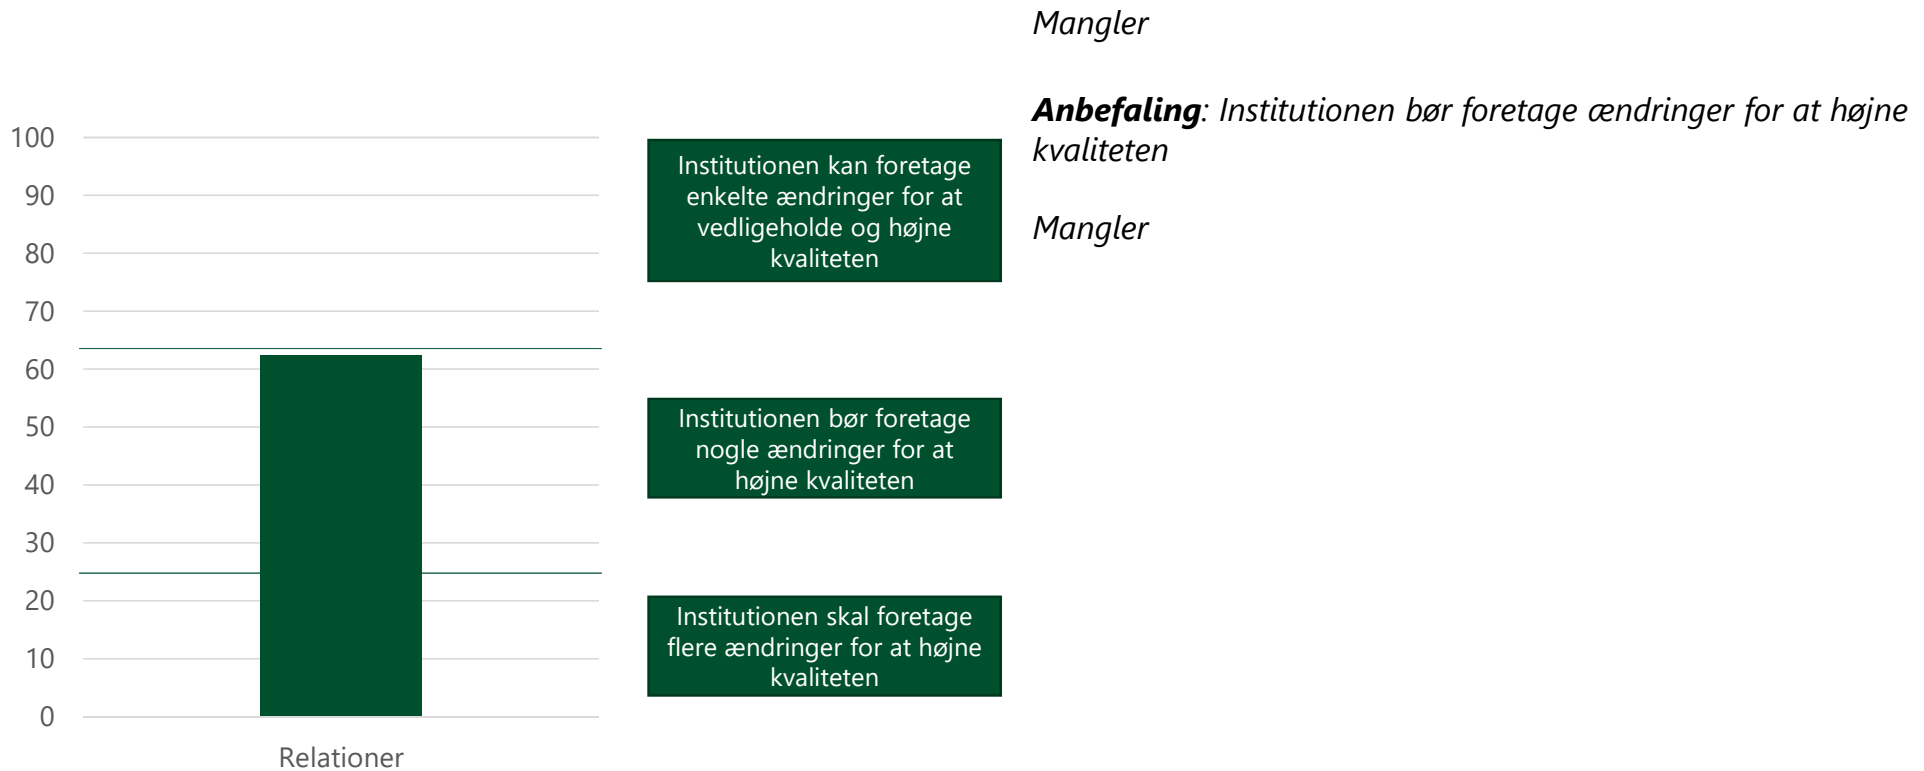 100
90
80
70
60
50
40
30
20
10
0
Relationer
Institutionen kan foretage
enkelte ændringer for at
vedligeholde og højne
kvaliteten
Institutionen bør foretage
nogle ændringer for at
højne kvaliteten
Institutionen skal foretage
flere ændringer for at højne
kvaliteten
Mangler
Anbefaling: Institutionen bør foretage ændringer for at højne
kvaliteten
Mangler